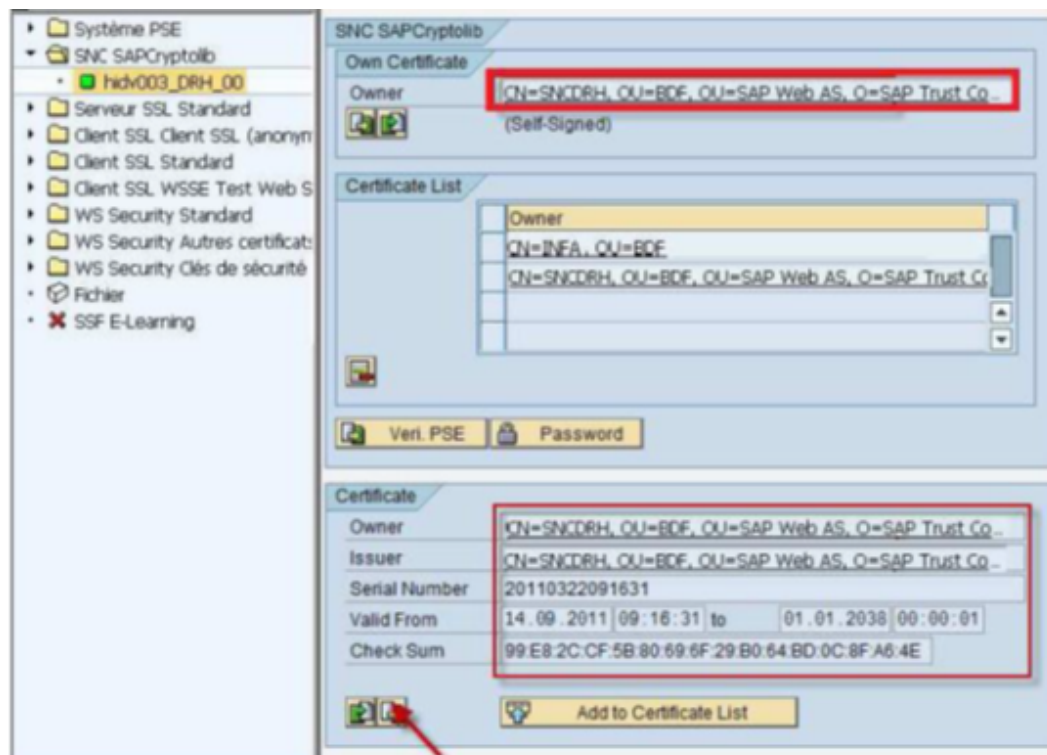 Système PSE
SNC SAPCryptolib
hidv003_DRH_00
Serveur SSL Standard
Client SSL Client SSL (anonym
Client SSL Standard
Client SSL WSSE Test Web S
WS Security Standard
WS Security Autres certificats
WS Security Clés de sécurité
Fichier
SSF E-Learning
SNC SAPCryptolib
Own Certificate
Owner CN=SNCDRH, OU=BDF, OU=SAP Web AS, O=SAP Trust Co...
(Self-Signed)
Certificate List
Owner
CN=INFA, OU=BDF
CN=SNCDRH, OU=BDF, OU=SAP Web AS, O=SAP Trust Co
Veri. PSE Password
Certificate
Owner CN=SNCDRH, OU=BDF, OU=SAP Web AS, O=SAP Trust Co...
Issuer CN=SNCDRH, OU=BDF, OU=SAP Web AS, O=SAP Trust Co...
Serial Number 20110322091631
Valid From 14.09.2011 09:16:31 to 01.01.2038 00:00:01
Check Sum 99:E8:2C:CF:5B:80:69:6F:29:B0:64:BD:0C:8F:A6:4E
Add to Certificate List